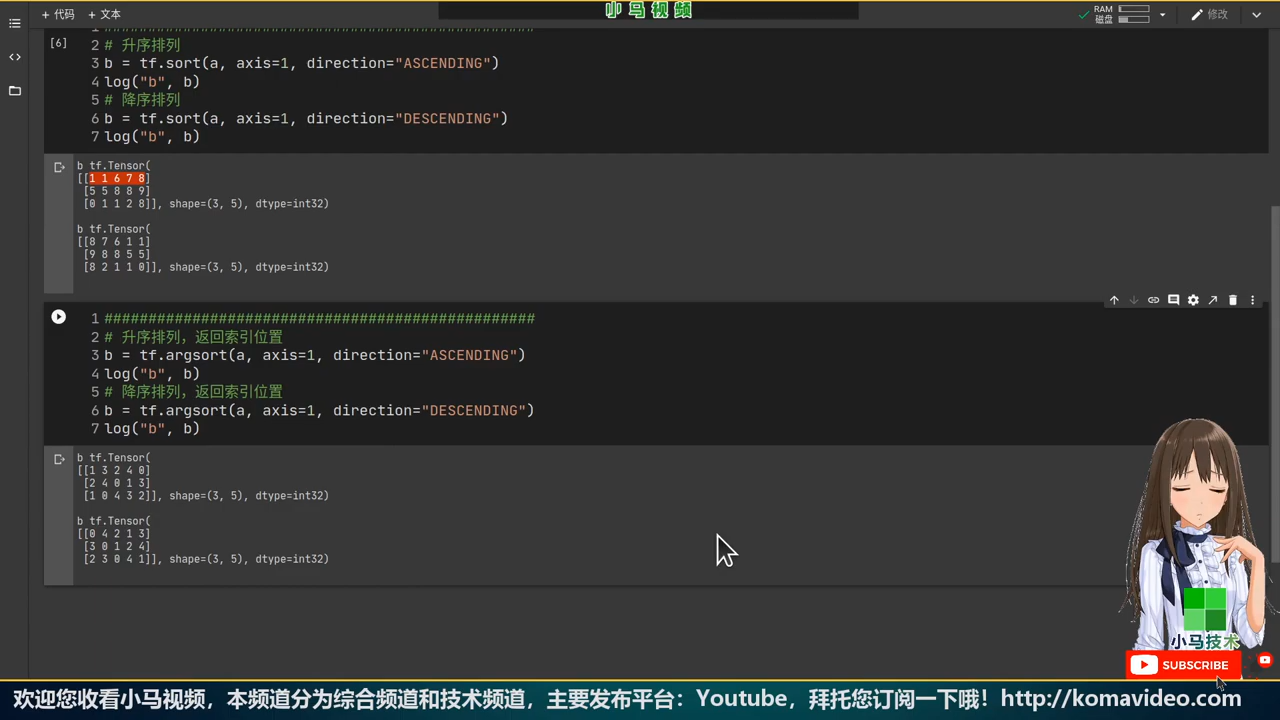 小马视频
+ 代码 + 文本
RAM
磁盘
修改
[6]
1 #################################################
2 # 升序排列
3 b = tf.sort(a, axis=1, direction="ASCENDING")
4 log("b", b)
5 # 降序排列
6 b = tf.sort(a, axis=1, direction="DESCENDING")
7 log("b", b)
b tf.Tensor(
[[1 1 6 7 8]
[5 5 8 8 9]
[0 1 1 2 8]], shape=(3, 5), dtype=int32)
b tf.Tensor(
[[8 7 6 1 1]
[9 8 8 5 5]
[8 2 1 1 0]], shape=(3, 5), dtype=int32)
1 #################################################
2 # 升序排列，返回索引位置
3 b = tf.argsort(a, axis=1, direction="ASCENDING")
4 log("b", b)
5 # 降序排列，返回索引位置
6 b = tf.argsort(a, axis=1, direction="DESCENDING")
7 log("b", b)
b tf.Tensor(
[[1 3 2 4 0]
[2 4 0 1 3]
[1 0 4 3 2]], shape=(3, 5), dtype=int32)
b tf.Tensor(
[[0 4 2 1 3]
[3 0 1 2 4]
[2 3 0 4 1]], shape=(3, 5), dtype=int32)
小马技术
SUBSCRIBE
欢迎您收看小马视频，本频道分为综合频道和技术频道，主要发布平台：Youtube，拜托您订阅一下哦！http://komavideo.com